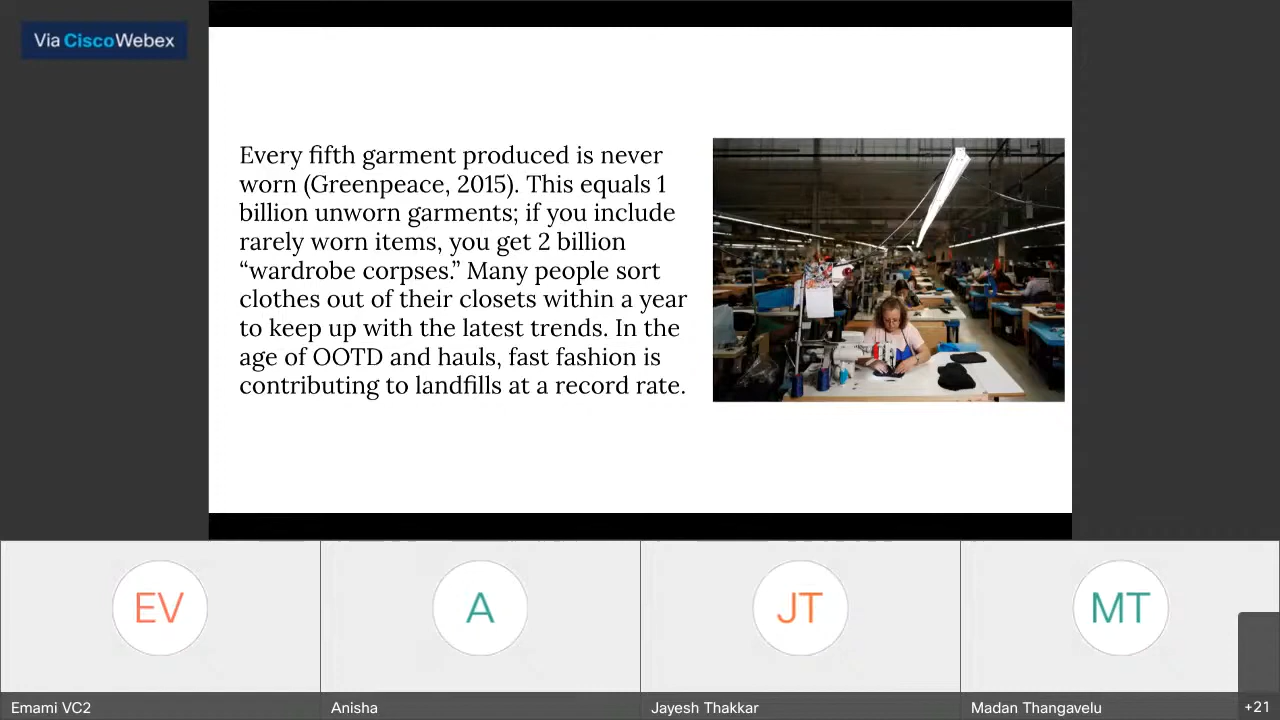 Via Cisco Webex
Every fifth garment produced is never
worn (Greenpeace, 2015). This equals 1
billion unworn garments; if you include
rarely worn items, you get 2 billion
“wardrobe corpses.” Many people sort
clothes out of their closets within a year
to keep up with the latest trends. In the
age of OOTD and hauls, fast fashion is
contributing to landfills at a record rate.
EV
A
JT
MT
Emami VC2
Anisha
Jayesh Thakkar
Madan Thangavelu
+21